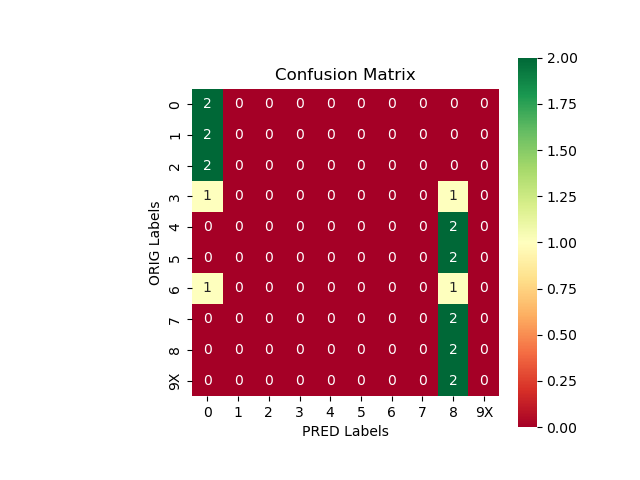 Confusion Matrix
ORIG Labels
0 2 0 0 0 0 0 0 0 0 0
1 2 0 0 0 0 0 0 0 0 0
2 2 0 0 0 0 0 0 0 0 0
3 1 0 0 0 0 0 0 0 1 0
4 0 0 0 0 0 0 0 0 2 0
5 0 0 0 0 0 0 0 0 2 0
6 1 0 0 0 0 0 0 0 1 0
7 0 0 0 0 0 0 0 0 2 0
8 0 0 0 0 0 0 0 0 2 0
9X 0 0 0 0 0 0 0 0 2 0
0 1 2 3 4 5 6 7 8 9X
PRED Labels
2.00
1.75
1.50
1.25
1.00
0.75
0.50
0.25
0.00